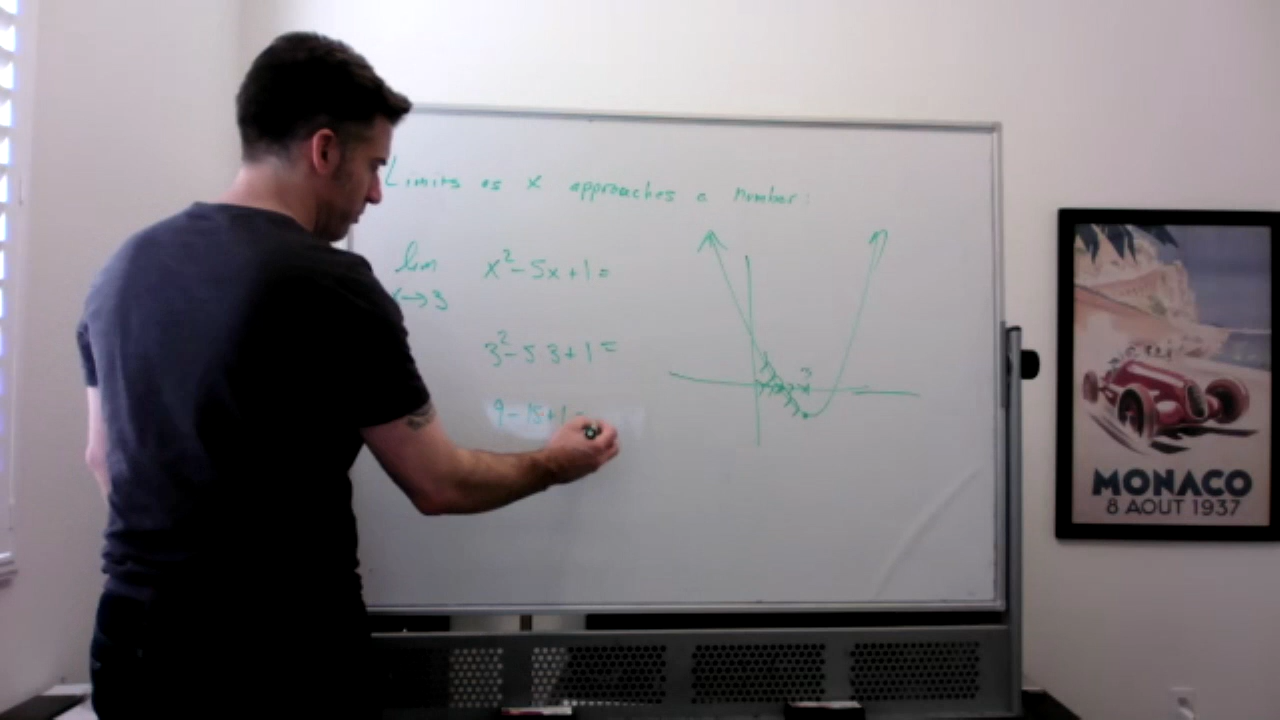 Limits as x approaches a number:
lim x²-5x+1=
x→3
3²-5 3+1=
9-15+1=
3
MONACO
8 AOUT 1937